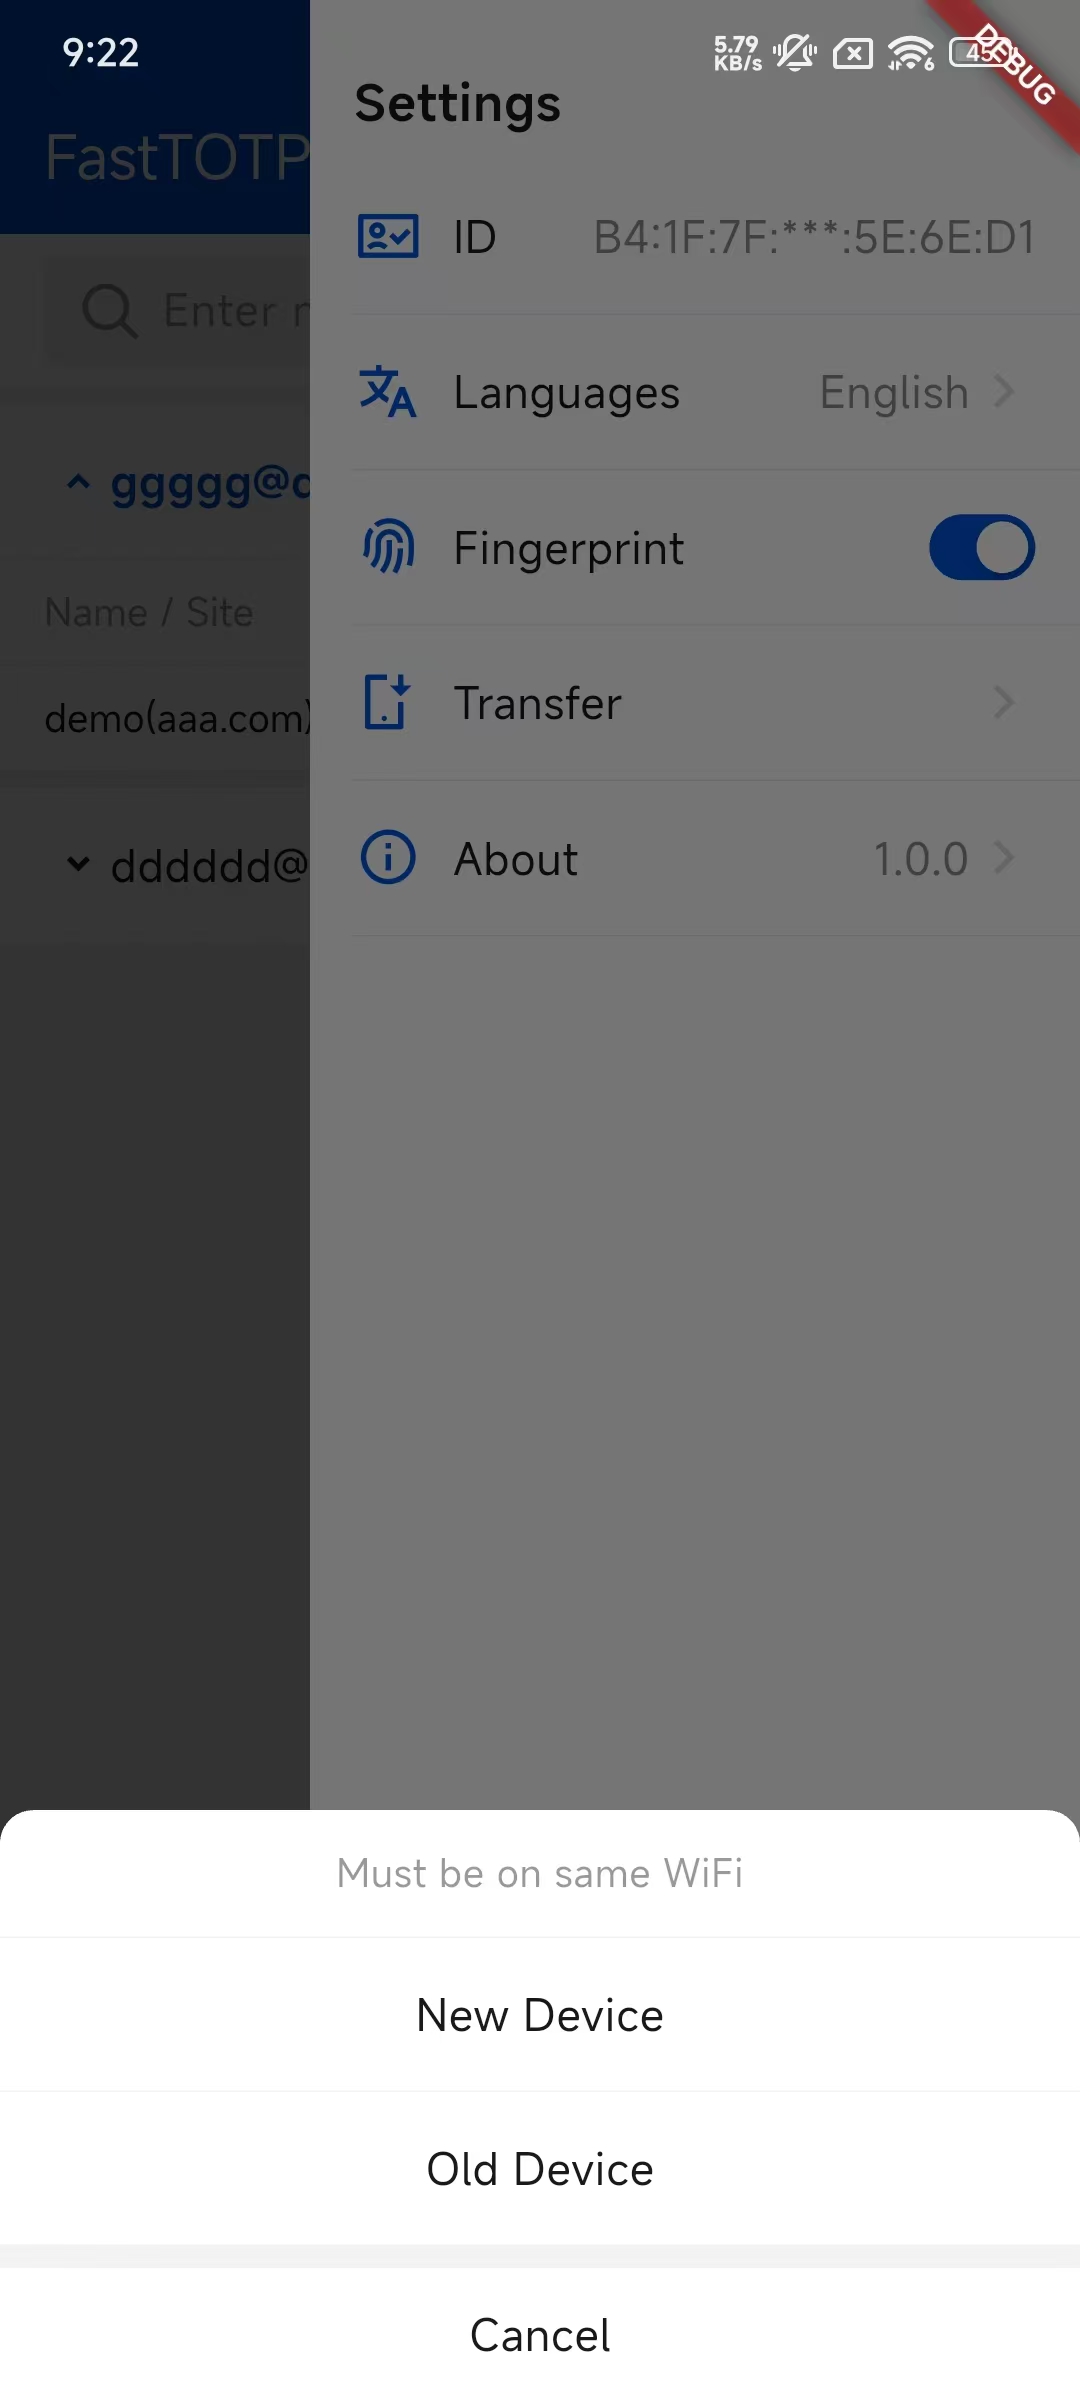 9:22
5.79
KB/s
6
45
DEBUG
FastTOTP
Settings
ID B4:1F:7F:***:5E:6E:D1
Enter
Languages English
ggggg@
Fingerprint
Name / Site
Transfer
demo(aaa.com)
About 1.0.0
dddddd@
Must be on same WiFi
New Device
Old Device
Cancel